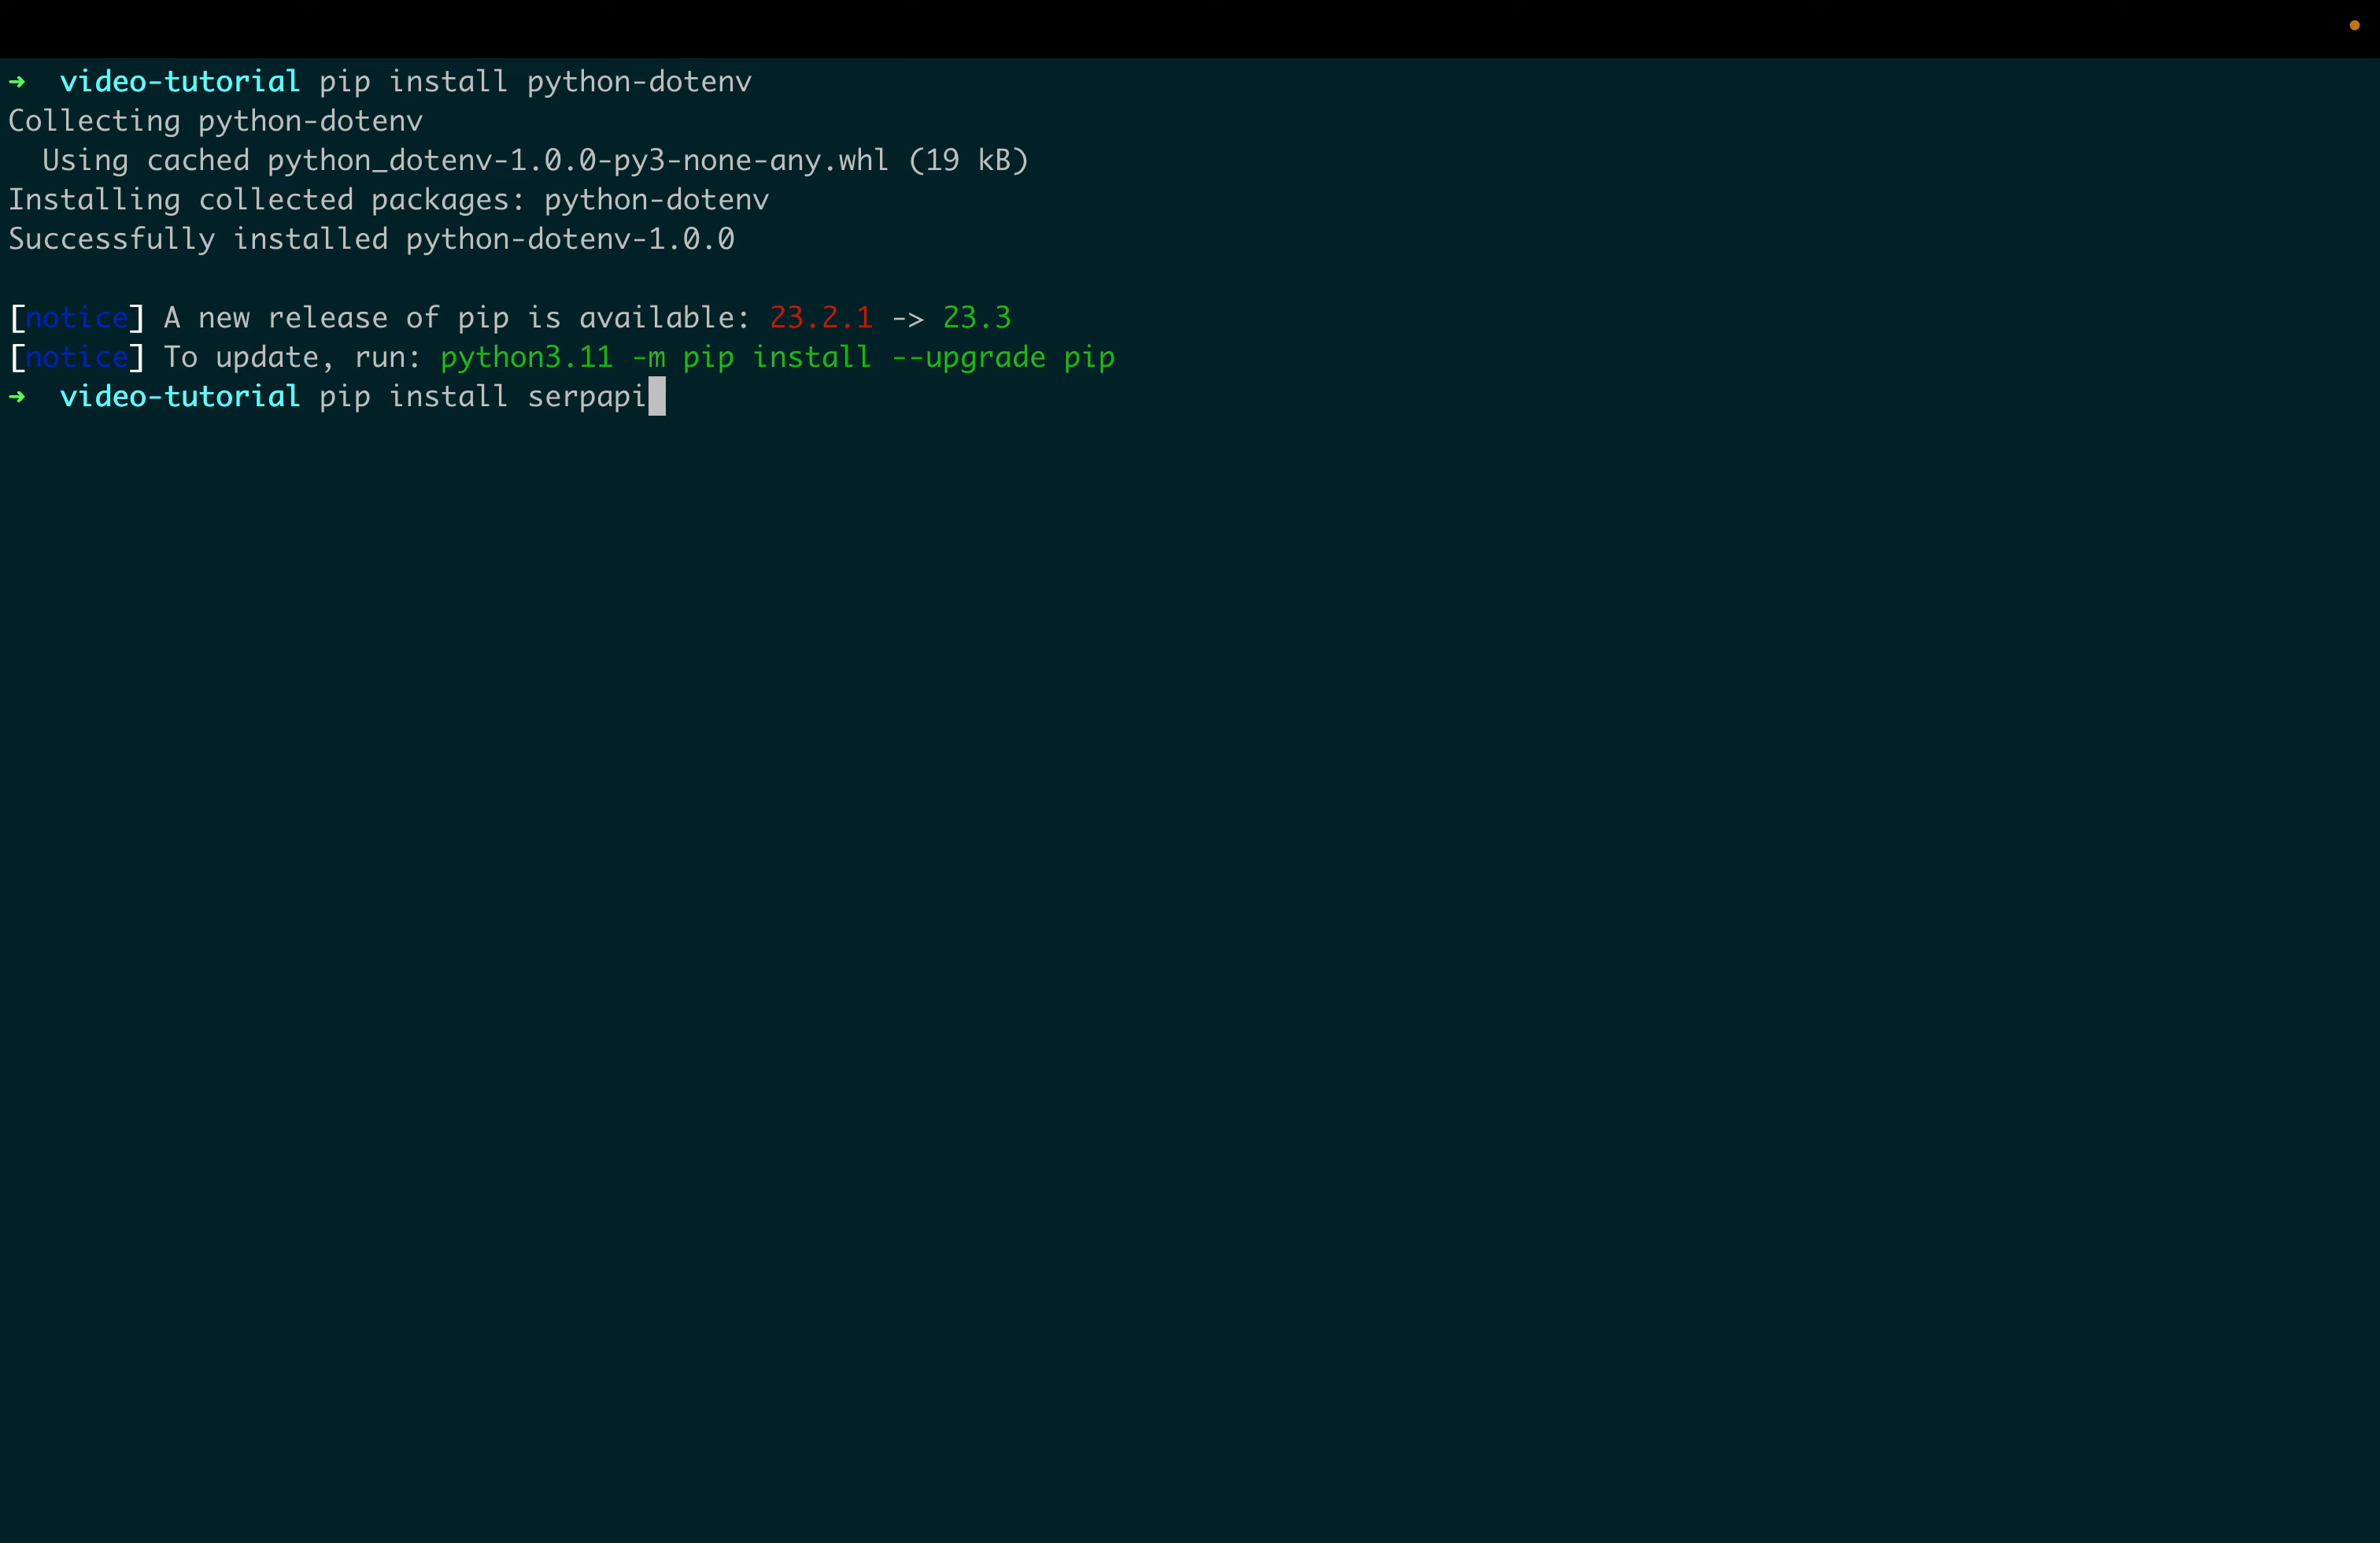 ➜ video-tutorial pip install python-dotenv
Collecting python-dotenv
  Using cached python_dotenv-1.0.0-py3-none-any.whl (19 kB)
Installing collected packages: python-dotenv
Successfully installed python-dotenv-1.0.0
[notice] A new release of pip is available: 23.2.1 -> 23.3
[notice] To update, run: python3.11 -m pip install --upgrade pip
➜ video-tutorial pip install serpapi